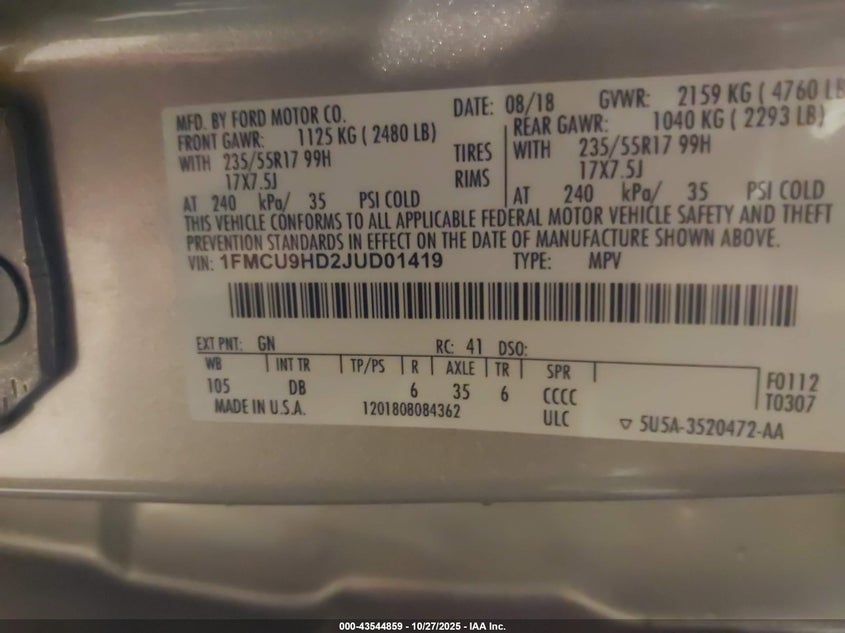 MFD. BY FORD MOTOR CO.
DATE: 08/18 GVWR: 2159 KG ( 4760 LB
FRONT GAWR: 1125 KG ( 2480 LB)
REAR GAWR: 1040 KG ( 2293 LB)
WITH 235/55R17 99H TIRES WITH 235/55R17 99H
17X7.5J RIMS 17X7.5J
AT 240 kPa/ 35 PSI COLD AT 240 kPa/ 35 PSI COLD
THIS VEHICLE CONFORMS TO ALL APPLICABLE FEDERAL MOTOR VEHICLE SAFETY AND THEFT
PREVENTION STANDARDS IN EFFECT ON THE DATE OF MANUFACTURE SHOWN ABOVE.
VIN: 1FMCU9HD2JUD01419 TYPE: MPV
EXT PNT: GN RC: 41 DSO:
WB INT TR TP/PS R AXLE TR SPR
105 DB 6 35 6 CCCC
F0112
T0307
MADE IN U.S.A. 1201808084362 ULC
▽ 5U5A-3520472-AA
000-43544859 - 10/27/2025 - IAA Inc.